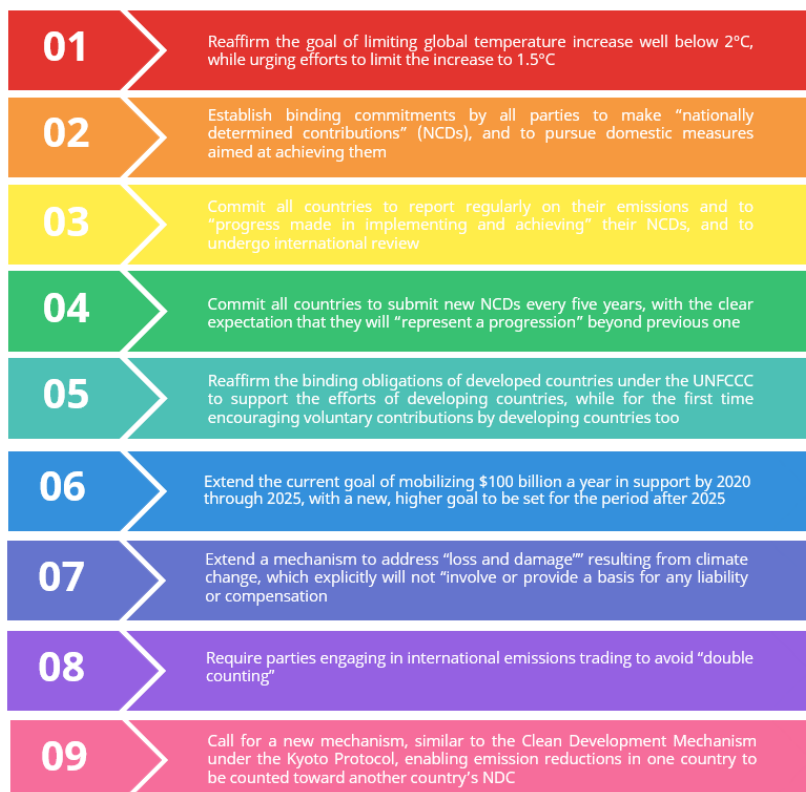 01
Reaffirm the goal of limiting global temperature increase well below 2°C,
while urging efforts to limit the increase to 1.5°C
02
Establish binding commitments by all parties to make “nationally
determined contributions” (NCDs), and to pursue domestic measures
aimed at achieving them
03
Commit all countries to report regularly on their emissions and to
“progress made in implementing and achieving” their NCDs, and to
undergo international review
04
Commit all countries to submit new NCDs every five years, with the clear
expectation that they will “represent a progression” beyond previous one
05
Reaffirm the binding obligations of developed countries under the UNFCCC
to support the efforts of developing countries, while for the first time
encouraging voluntary contributions by developing countries too
06
Extend the current goal of mobilizing $100 billion a year in support by 2020
through 2025, with a new, higher goal to be set for the period after 2025
07
Extend a mechanism to address “loss and damage”” resulting from climate
change, which explicitly will not “involve or provide a basis for any liability
or compensation
08
Require parties engaging in international emissions trading to avoid “double
counting”
09
Call for a new mechanism, similar to the Clean Development Mechanism
under the Kyoto Protocol, enabling emission reductions in one country to
be counted toward another country’s NDC